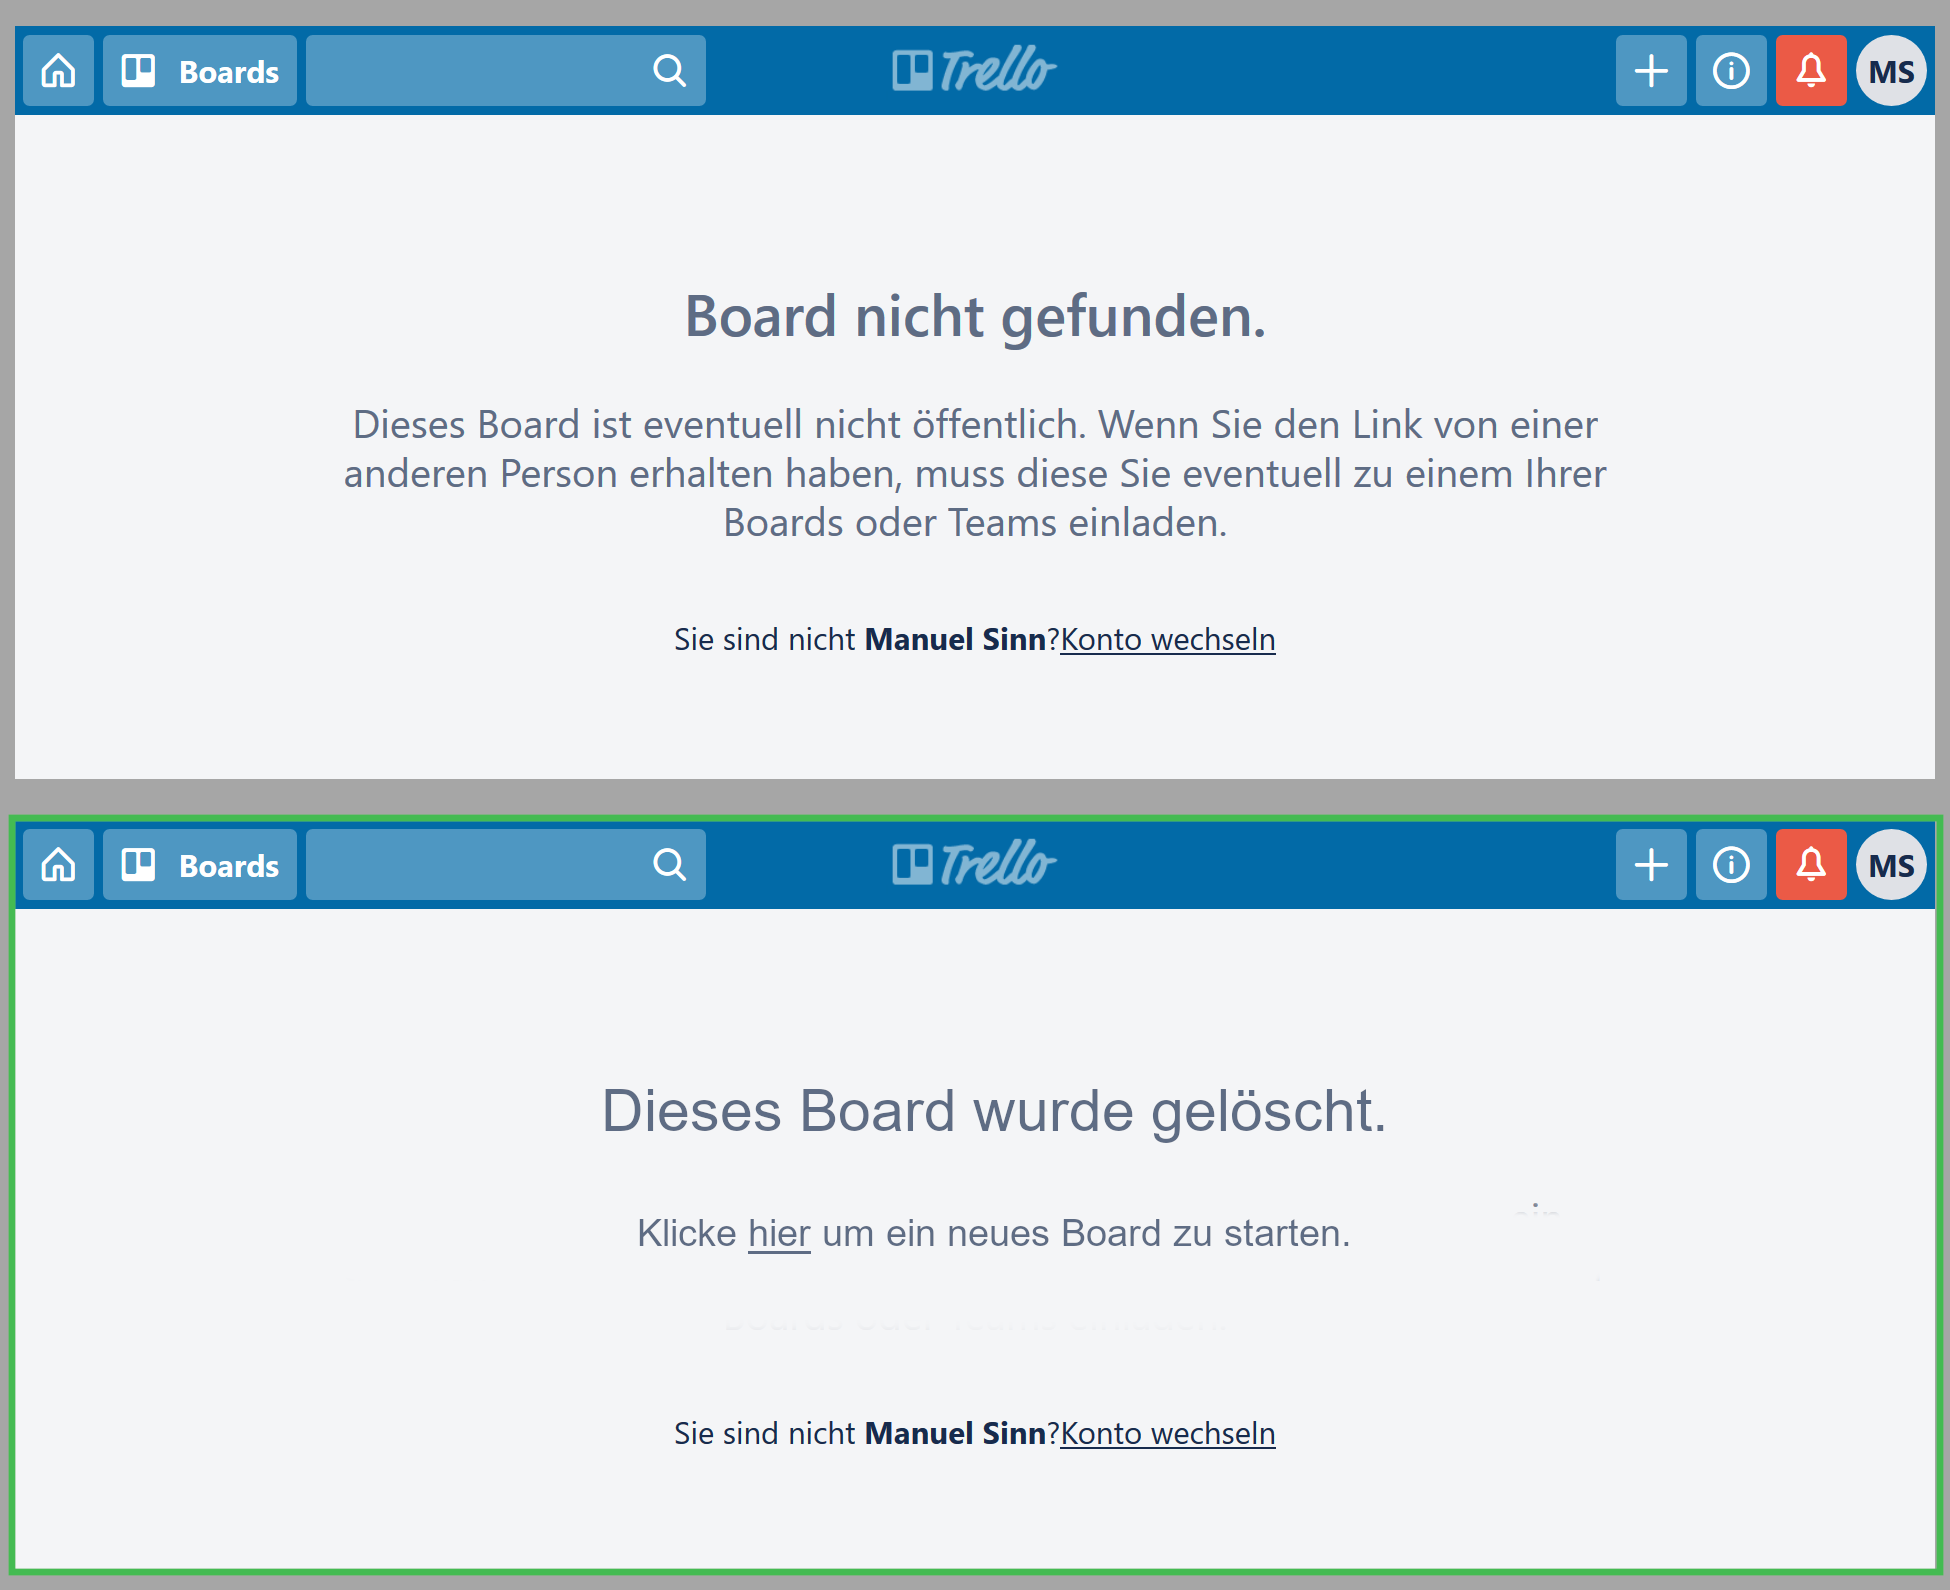 Boards
Trello
MS
Board nicht gefunden.
Dieses Board ist eventuell nicht öffentlich. Wenn Sie den Link von einer
anderen Person erhalten haben, muss diese Sie eventuell zu einem Ihrer
Boards oder Teams einladen.
Sie sind nicht Manuel Sinn?Konto wechseln
Boards
Trello
MS
Dieses Board wurde gelöscht.
Klicke hier um ein neues Board zu starten.
Sie sind nicht Manuel Sinn?Konto wechseln